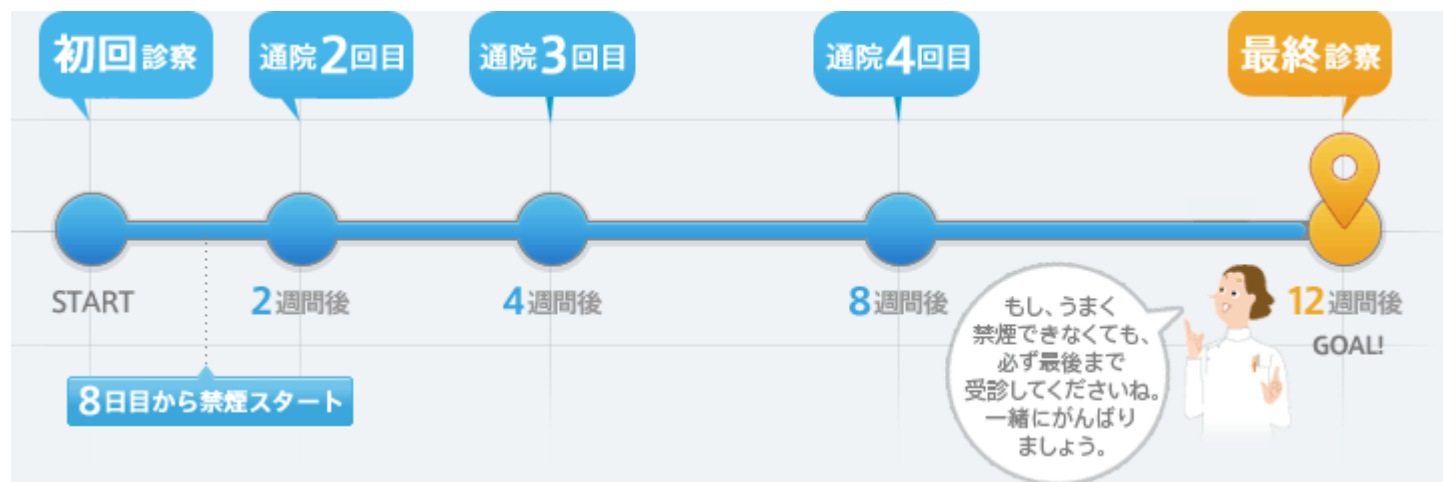 初回診察
通院2回目
通院3回目
通院4回目
最終診察
START
2週間後
4週間後
8週間後
12週間後
GOAL!
8日目から禁煙スタート
もし、うまく
禁煙できなくても、
必ず最後まで
受診してくださいね。
一緒にがんばり
ましょう。